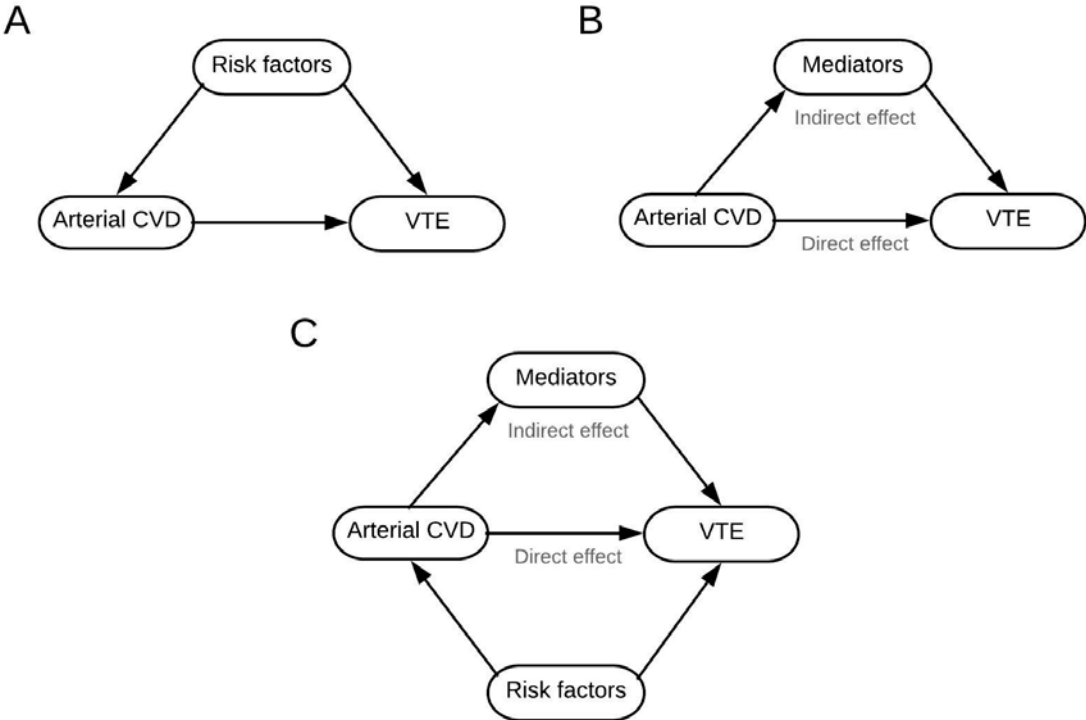 A
Risk factors
Arterial CVD
VTE
B
Mediators
Indirect effect
Arterial CVD
Direct effect
VTE
C
Mediators
Indirect effect
Arterial CVD
Direct effect
VTE
Risk factors